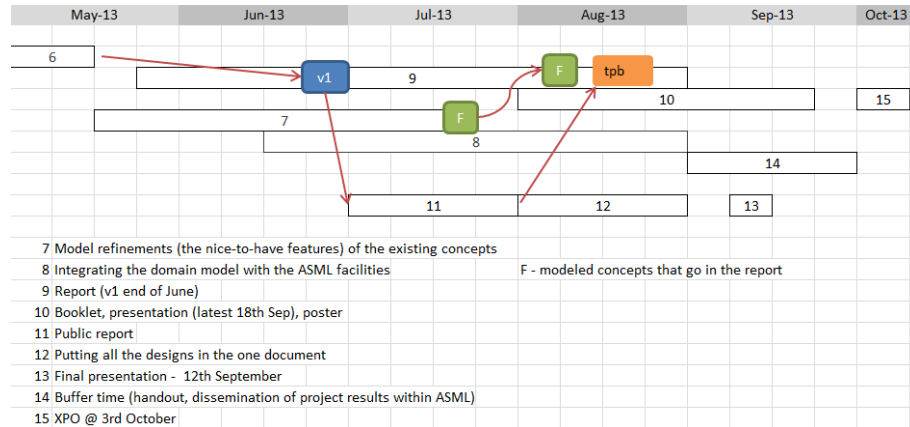 May-13 Jun-13 Jul-13 Aug-13 Sep-13 Oct-13
6
v1 9 F tpb
10 15
7 F
8
14
11 12 13
7 Model refinements (the nice-to-have features) of the existing concepts
8 Integrating the domain model with the ASML facilities F - modeled concepts that go in the report
9 Report (v1 end of June)
10 Booklet, presentation (latest 18th Sep), poster
11 Public report
12 Putting all the designs in the one document
13 Final presentation - 12th September
14 Buffer time (handout, dissemination of project results within ASML)
15 XPO @ 3rd October